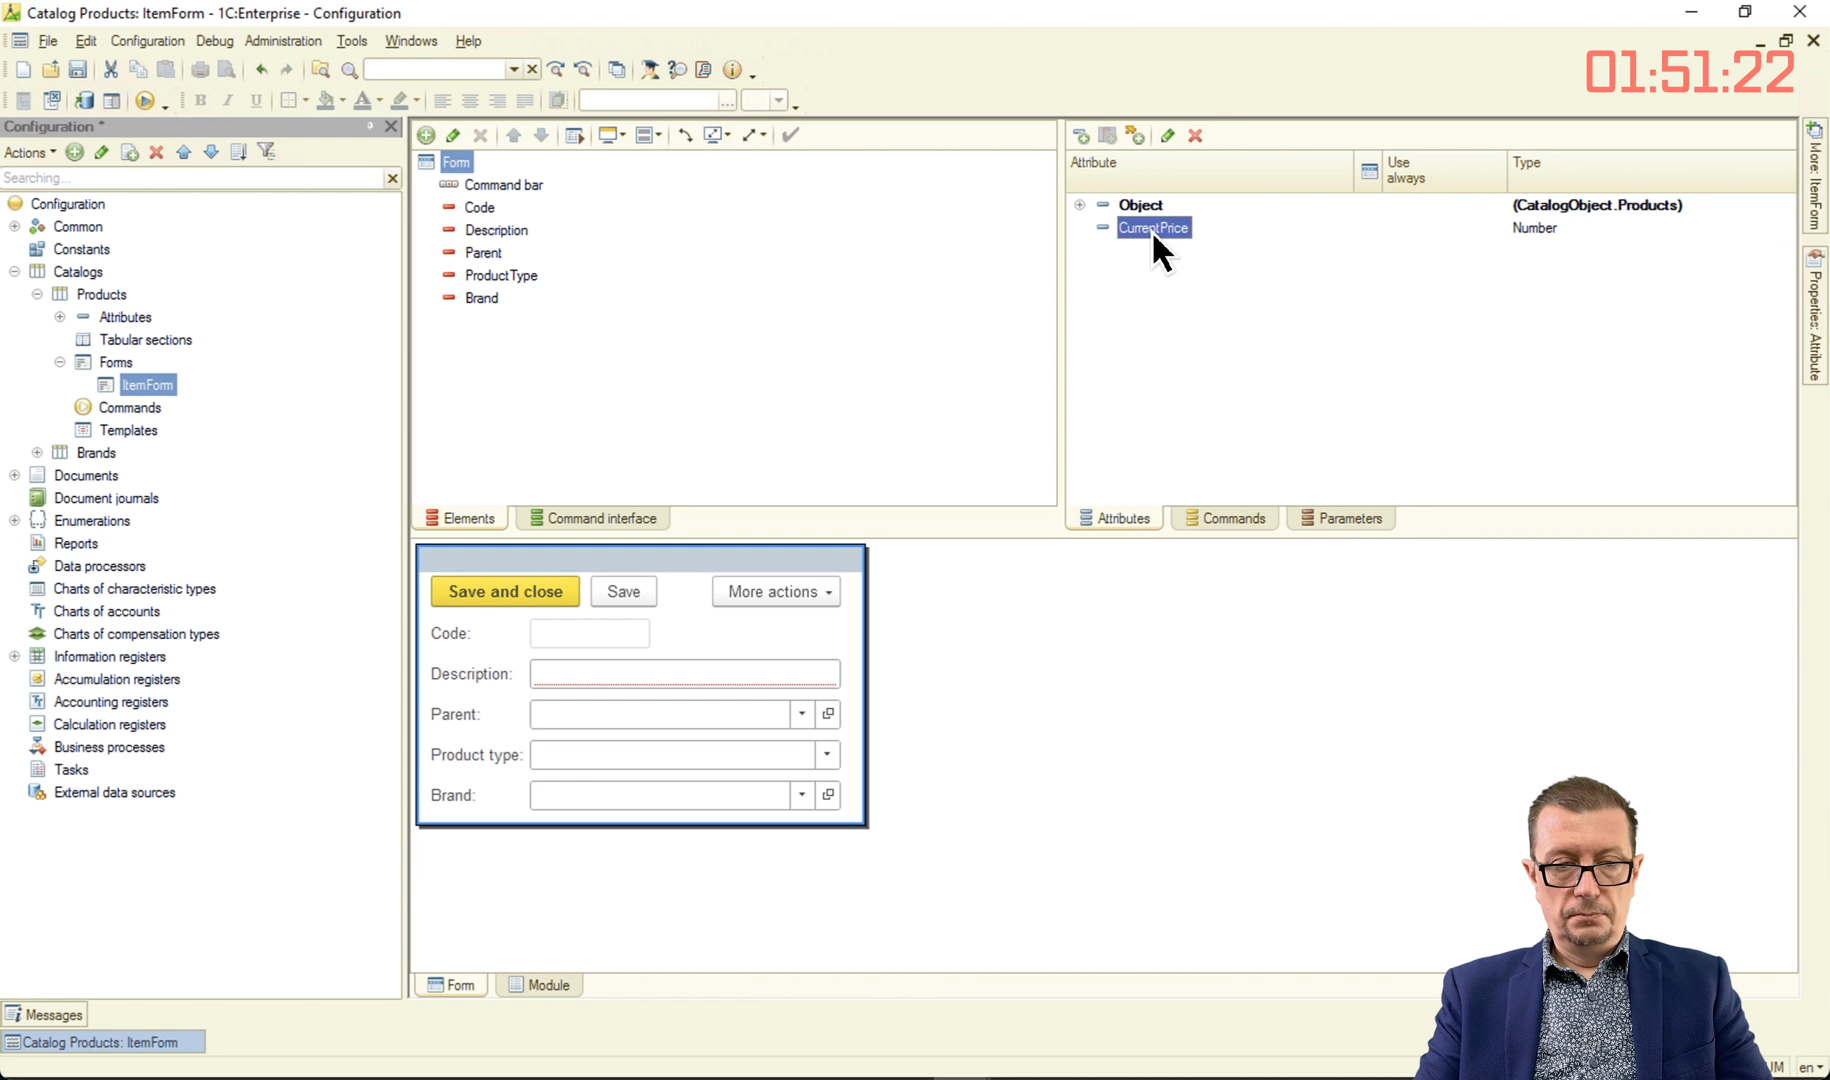 Catalog Products: ItemForm - 1C:Enterprise - Configuration
File Edit Configuration Debug Administration Tools Windows Help
01:51:22
B I U
Configuration *
Actions
Searching...
Configuration
Common
Constants
Catalogs
Products
Attributes
Tabular sections
Forms
ItemForm
Commands
Templates
Brands
Documents
Document journals
Enumerations
Reports
Data processors
Charts of characteristic types
Charts of accounts
Charts of compensation types
Information registers
Accumulation registers
Accounting registers
Calculation registers
Business processes
Tasks
External data sources
Form
Command bar
Code
Description
Parent
ProductType
Brand
Elements Command interface
Attribute Use always Type
Object (CatalogObject.Products)
CurrentPrice Number
Attributes Commands Parameters
More: ItemForm
Properties: Attribute
Save and close Save More actions
Code:
Description:
Parent:
Product type:
Brand:
Form Module
Messages
Catalog Products: ItemForm
en